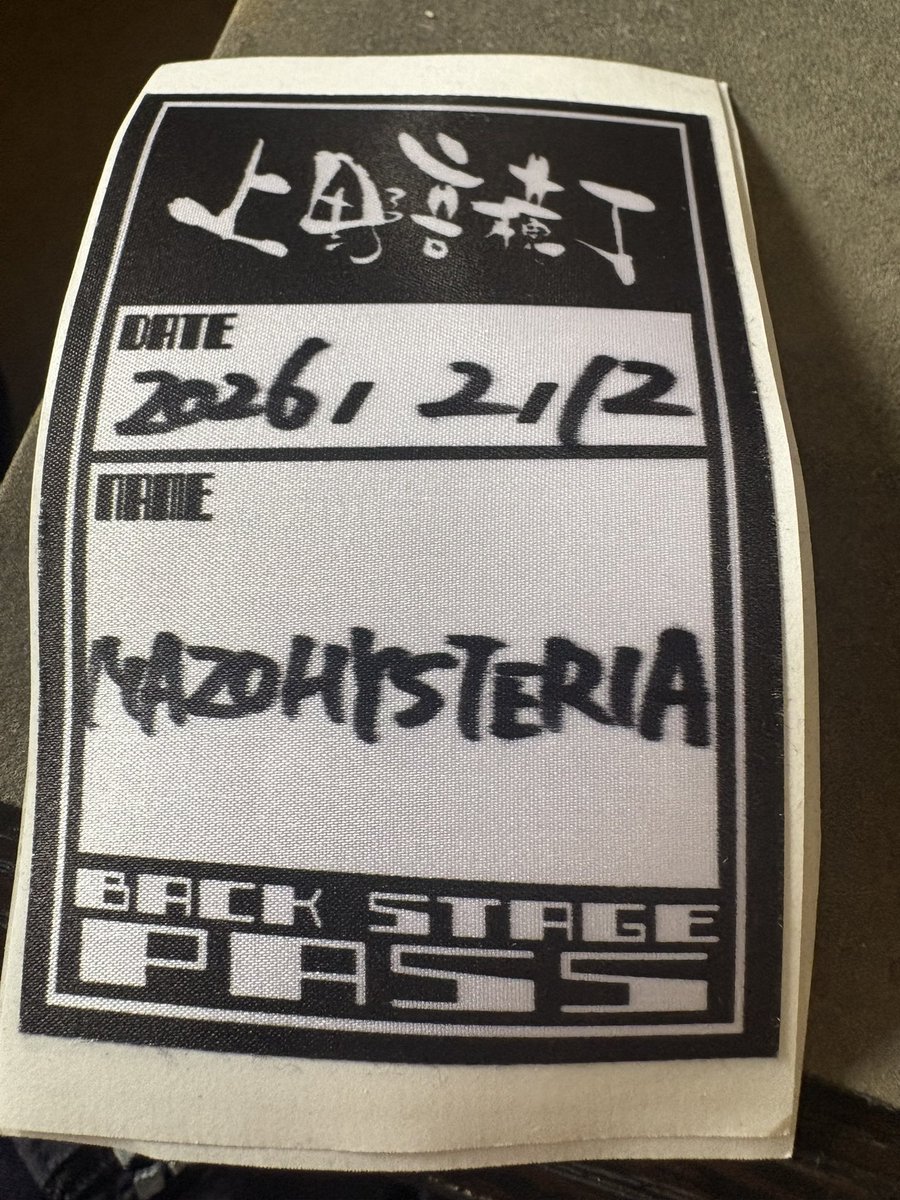 上野音横丁
DATE
2026, 2, 12
NAME
NAZOHYSTERIA
BACK STAGE
PASS